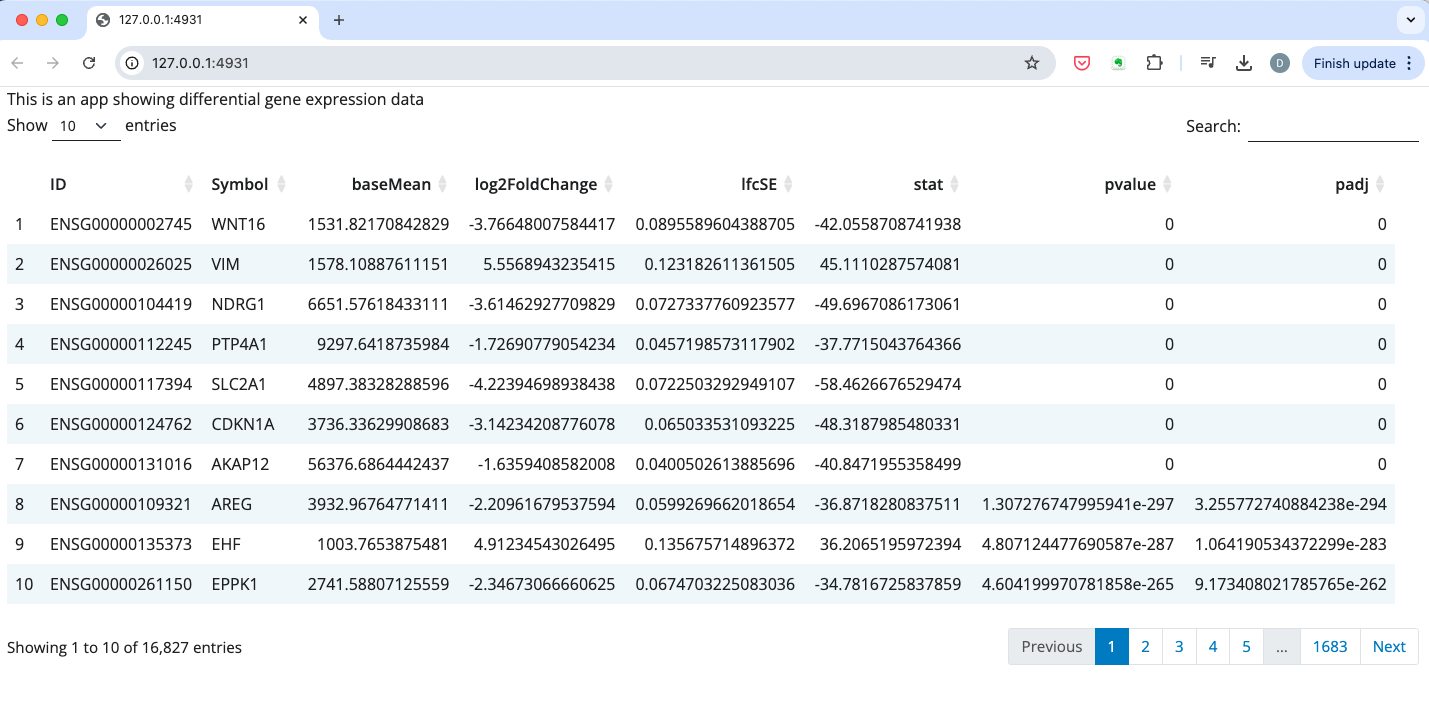 127.0.0.1:4931
127.0.0.1:4931 D Finish update
This is an app showing differential gene expression data
Show 10 entries Search:
ID Symbol baseMean log2FoldChange lfcSE stat pvalue padj
1 ENSG00000002745 WNT16 1531.82170842829 -3.76648007584417 0.0895589604388705 -42.0558708741938 0 0
2 ENSG00000026025 VIM 1578.10887611151 5.5568943235415 0.123182611361505 45.1110287574081 0 0
3 ENSG00000104419 NDRG1 6651.57618433111 -3.61462927709829 0.0727337760923577 -49.6967086173061 0 0
4 ENSG00000112245 PTP4A1 9297.6418735984 -1.72690779054234 0.0457198573117902 -37.7715043764366 0 0
5 ENSG00000117394 SLC2A1 4897.38328288596 -4.22394698938438 0.0722503292949107 -58.4626676529474 0 0
6 ENSG00000124762 CDKN1A 3736.33629908683 -3.14234208776078 0.065033531093225 -48.3187985480331 0 0
7 ENSG00000131016 AKAP12 56376.6864442437 -1.6359408582008 0.0400502613885696 -40.8471955358499 0 0
8 ENSG00000109321 AREG 3932.96764771411 -2.20961679537594 0.0599269662018654 -36.8718280837511 1.307276747995941e-297 3.255772740884238e-294
9 ENSG00000135373 EHF 1003.7653875481 4.91234543026495 0.135675714896372 36.2065195972394 4.807124477690587e-287 1.064190534372299e-283
10 ENSG00000261150 EPPK1 2741.58807125559 -2.34673066660625 0.0674703225083036 -34.7816725837859 4.604199970781858e-265 9.173408021785765e-262
Showing 1 to 10 of 16,827 entries Previous 1 2 3 4 5 ... 1683 Next